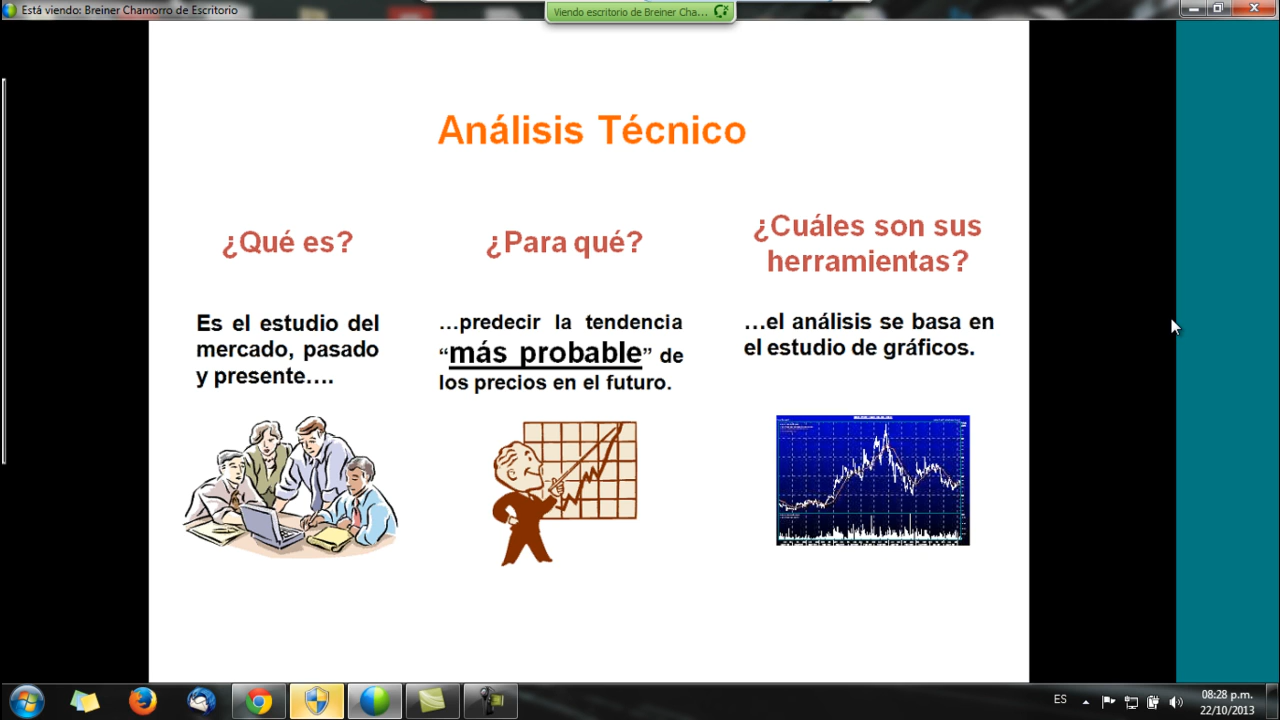 Está viendo: Breiner Chamorro de Escritorio
Viendo escritorio de Breiner Cha...
Análisis Técnico
¿Qué es?
Es el estudio del
mercado, pasado
y presente….
¿Para qué?
…predecir la tendencia
“más probable” de
los precios en el futuro.
¿Cuáles son sus
herramientas?
…el análisis se basa en
el estudio de gráficos.
ES
08:28 p.m.
22/10/2013